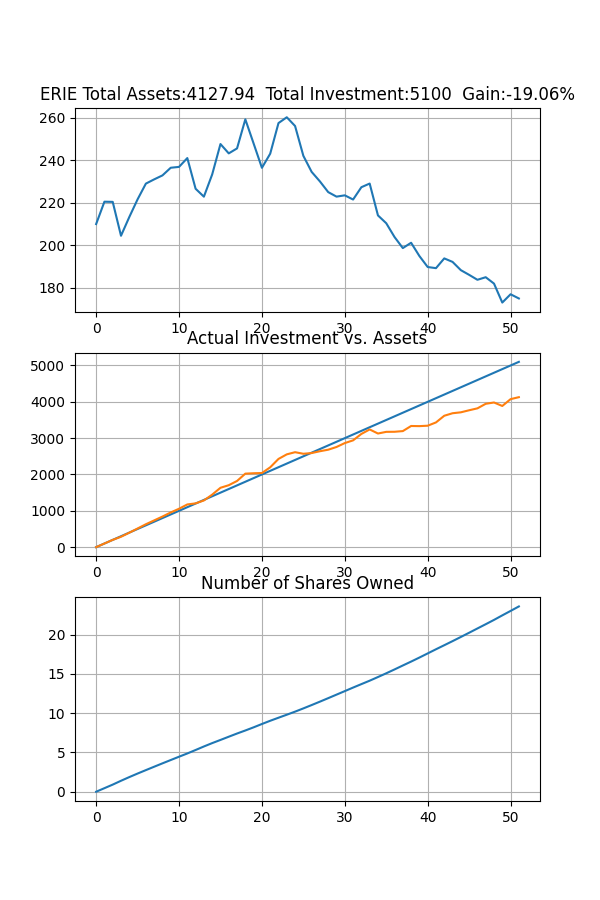 ERIE Total Assets:4127.94  Total Investment:5100  Gain:-19.06%
260
240
220
200
180
0 10 20 30 40 50
Actual Investment vs. Assets
5000
4000
3000
2000
1000
0
0 10 20 30 40 50
Number of Shares Owned
20
15
10
5
0
0 10 20 30 40 50